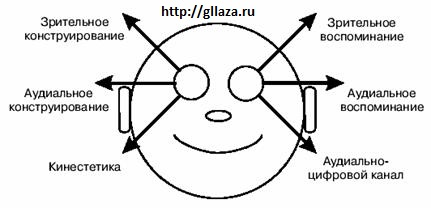 http://gllaza.ru
Зрительное
конструирование
Зрительное
воспоминание
Аудиальное
конструирование
Аудиальное
воспоминание
Кинестетика
Аудиально-
цифровой канал